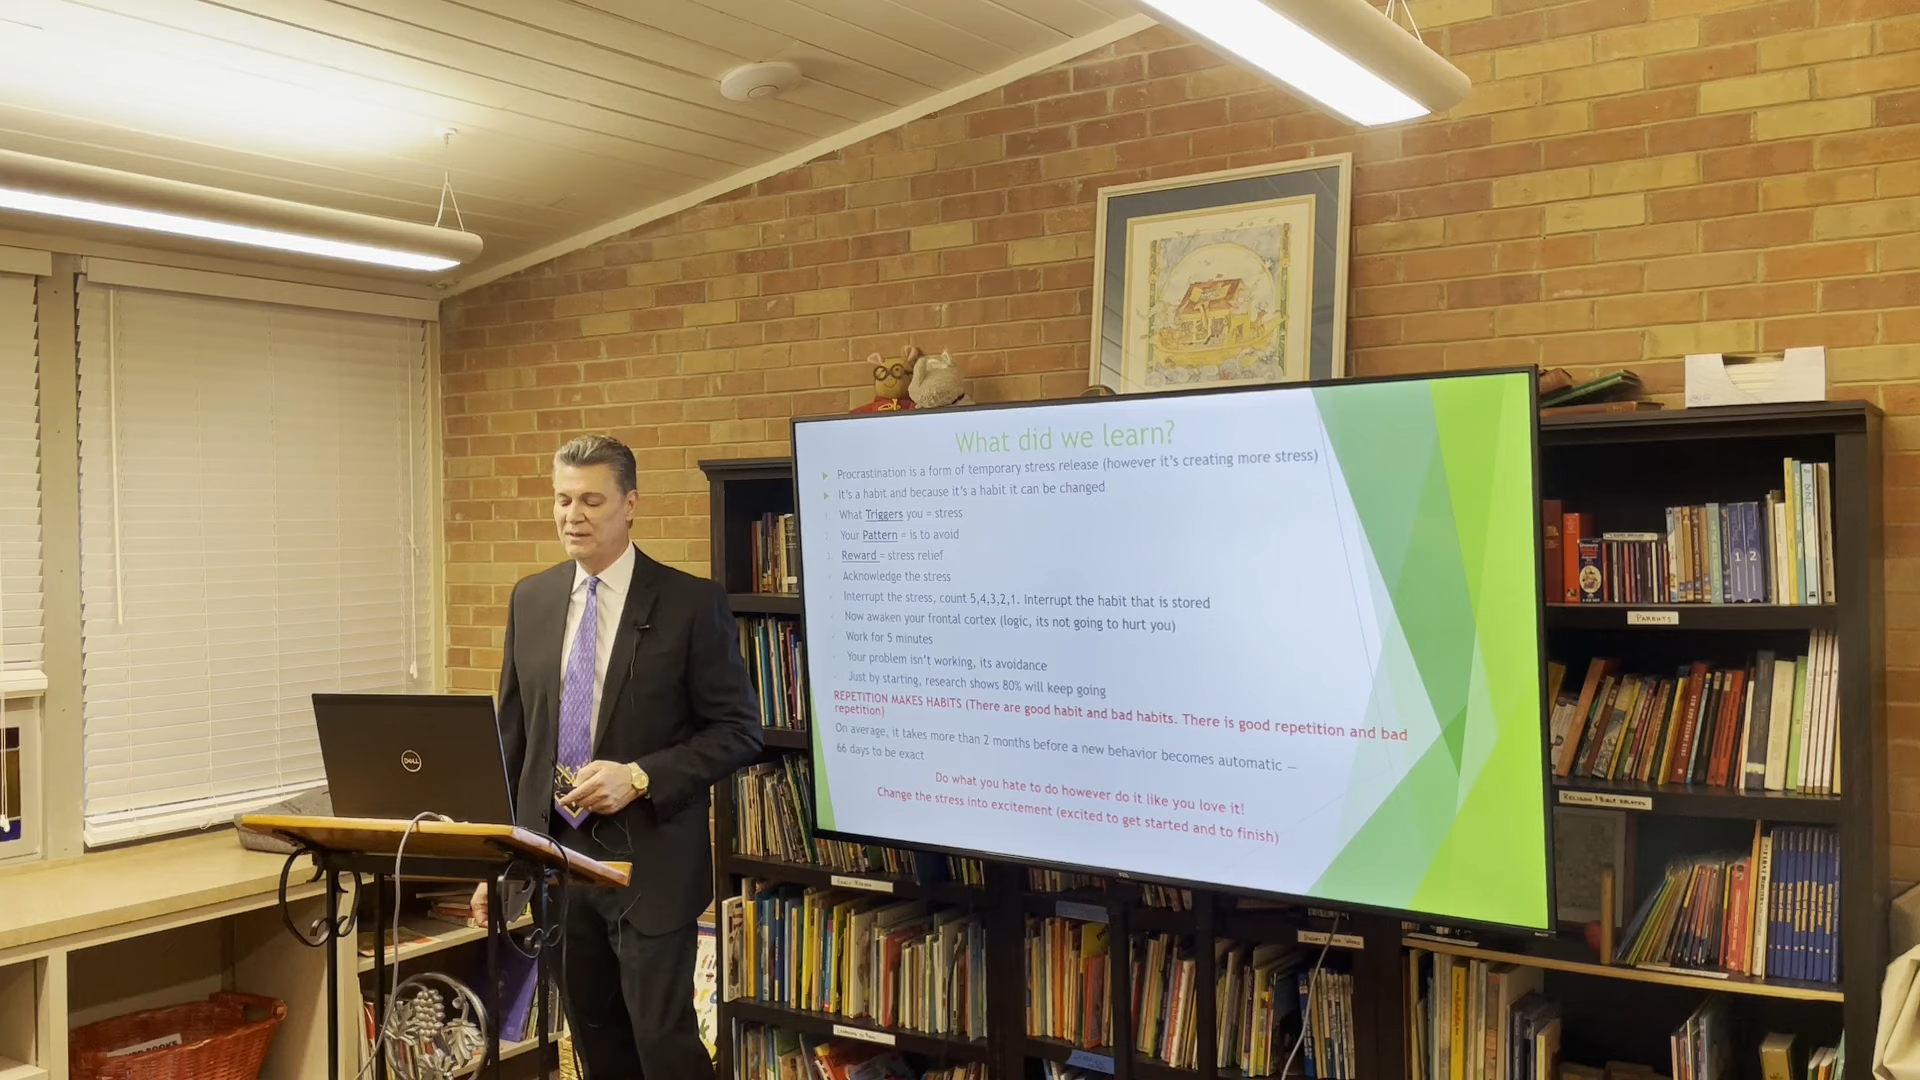 What did we learn?
Procrastination is a form of temporary stress release (however it's creating more stress)
It's a habit and because it's a habit it can be changed
What Triggers you = stress
Your Pattern = is to avoid
Reward = stress relief
Acknowledge the stress
Interrupt the stress, count 5,4,3,2,1. Interrupt the habit that is stored
Now awaken your frontal cortex (logic, its not going to hurt you)
Work for 5 minutes
Your problem isn't working, its avoidance
Just by starting, research shows 80% will keep going
REPETITION MAKES HABITS (There are good habit and bad habits. There is good repetition and bad
repetition)
On average, it takes more than 2 months before a new behavior becomes automatic —
66 days to be exact
Do what you hate to do however do it like you love it!
Change the stress into excitement (excited to get started and to finish)
DELL
PARENTS
1 2
TCL